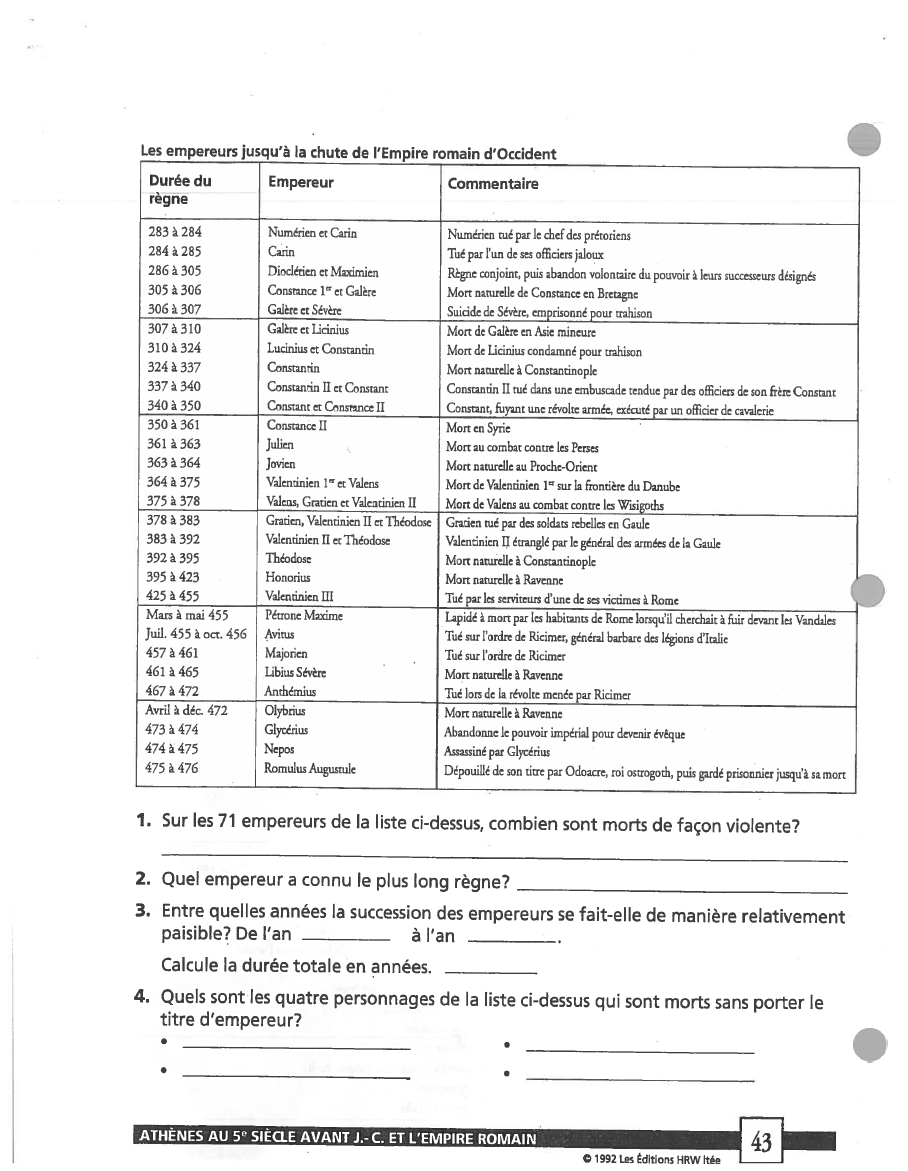 Les empereurs jusqu'à la chute de l'Empire romain d'Occident
Durée du règne Empereur Commentaire
283 à 284 Numérien et Carin Numérien tué par le chef des prétoriens
284 à 285 Carin Tué par l'un de ses officiers jaloux
286 à 305 Dioclétien et Maximien Règne conjoint, puis abandon volontaire du pouvoir à leurs successeurs désignés
305 à 306 Constance 1er et Galère Mort naturelle de Constance en Bretagne
306 à 307 Galère et Sévère Suicide de Sévère, emprisonné pour trahison
307 à 310 Galère et Licinius Mort de Galère en Asie mineure
310 à 324 Lucinius et Constantin Mort de Licinius condamné pour trahison
324 à 337 Constantin Mort naturelle à Constantinople
337 à 340 Constantin II et Constant Constantin II tué dans une embuscade tendue par des officiers de son frère Constant
340 à 350 Constant et Constance II Constant, fuyant une révolte armée, exécuté par un officier de cavalerie
350 à 361 Constance II Mort en Syrie
361 à 363 Julien Mort au combat contre les Perses
363 à 364 Jovien Mort naturelle au Proche-Orient
364 à 375 Valentinien 1er et Valens Mort de Valentinien 1er sur la frontière du Danube
375 à 378 Valens, Gratien et Valentinien II Mort de Valens au combat contre les Wisigoths
378 à 383 Gratien, Valentinien II et Théodose Gratien tué par des soldats rebelles en Gaule
383 à 392 Valentinien II et Théodose Valentinien II étranglé par le général des armées de la Gaule
392 à 395 Théodose Mort naturelle à Constantinople
395 à 423 Honorius Mort naturelle à Ravenne
425 à 455 Valentinien III Tué par les serviteurs d'une de ses victimes à Rome
Mars à mai 455 Pétrone Maxime Lapidé à mort par les habitants de Rome lorsqu'il cherchait à fuir devant les Vandales
Juil. 455 à oct. 456 Avitus Tué sur l'ordre de Ricimer, général barbare des légions d'Italie
457 à 461 Majorien Tué sur l'ordre de Ricimer
461 à 465 Libius Sévère Mort naturelle à Ravenne
467 à 472 Anthémius Tué lors de la révolte menée par Ricimer
Avril à déc. 472 Olybrius Mort naturelle à Ravenne
473 à 474 Glycérius Abandonne le pouvoir impérial pour devenir évêque
474 à 475 Nepos Assassiné par Glycérius
475 à 476 Romulus Augustule Dépouillé de son titre par Odoacre, roi ostrogoth, puis gardé prisonnier jusqu'à sa mort
1. Sur les 71 empereurs de la liste ci-dessus, combien sont morts de façon violente?
2. Quel empereur a connu le plus long règne?
3. Entre quelles années la succession des empereurs se fait-elle de manière relativement
paisible? De l'an à l'an .
Calcule la durée totale en années.
4. Quels sont les quatre personnages de la liste ci-dessus qui sont morts sans porter le
titre d'empereur?
•
•
•
•
ATHÈNES AU 5e SIÈCLE AVANT J.-C. ET L'EMPIRE ROMAIN 43
© 1992 Les Éditions HRW ltée